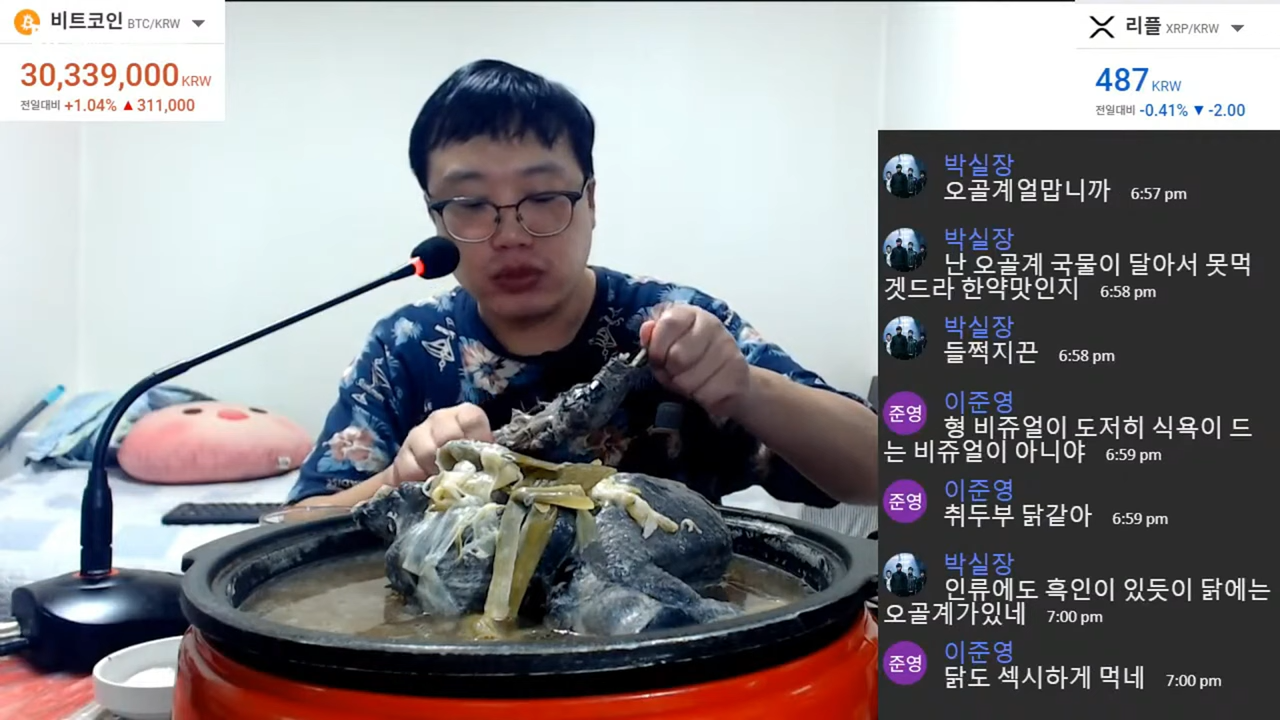 비트코인 BTC/KRW
30,339,000 KRW
전일대비 +1.04% ▲ 311,000
리플 XRP/KRW
487 KRW
전일대비 -0.41% ▼ -2.00
박실장
오골계얼맙니까 6:57 pm
박실장
난 오골계 국물이 달아서 못먹
겟드라 한약맛인지 6:58 pm
박실장
들쩍지끈 6:58 pm
준영 이준영
형 비쥬얼이 도저히 식욕이 드
는 비쥬얼이 아니야 6:59 pm
준영 이준영
취두부 닭같아 6:59 pm
박실장
인류에도 흑인이 있듯이 닭에는
오골계가있네 7:00 pm
준영 이준영
닭도 섹시하게 먹네 7:00 pm